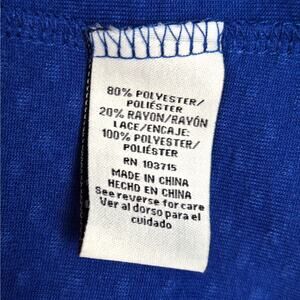 80% POLYESTER/
POLIÉSTER
20% RAYON/RAYÓN
LACE/ENCAJE:
100% POLYESTER/
POLIÉSTER
RN 103715
MADE IN CHINA
HECHO EN CHINA
See reverse for care
Ver al dorso para el
cuidado